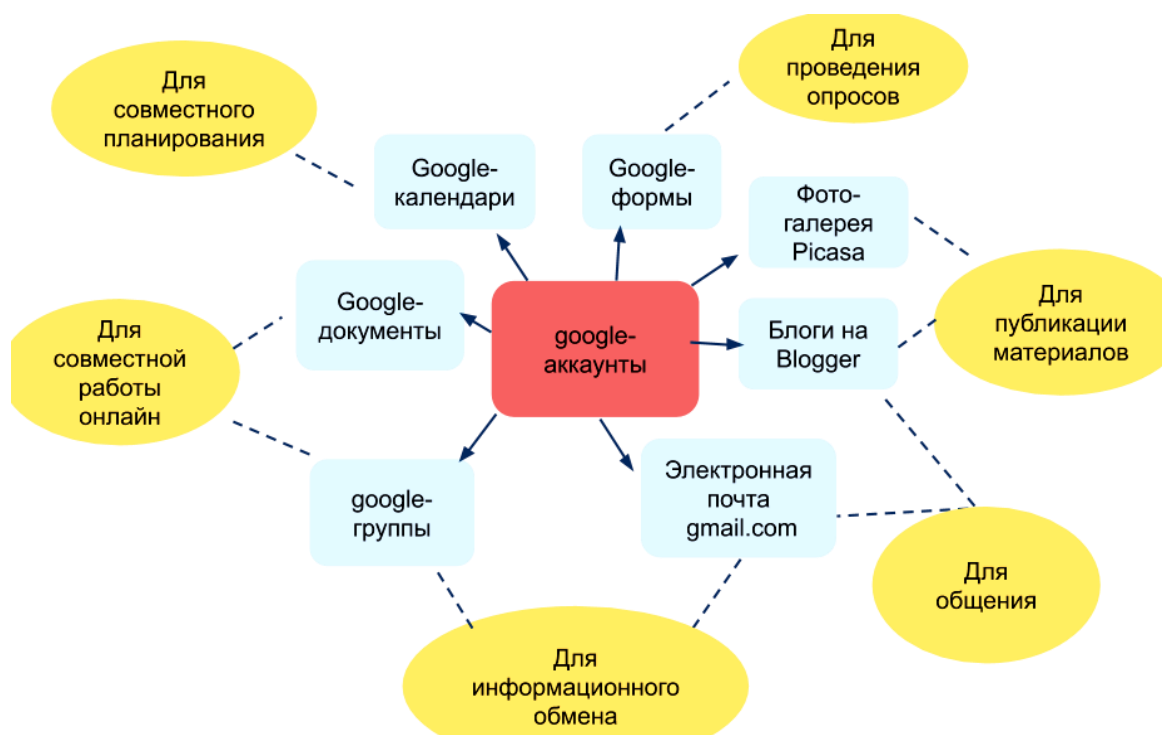 Для
совместного
планирования
Для
проведения
опросов
Google-
календари
Google-
формы
Фото-
галерея
Picasa
Google-
документы
google-
аккаунты
Блоги на
Blogger
Для
публикации
материалов
Для
совместной
работы
онлайн
google-
группы
Электронная
почта
gmail.com
Для
общения
Для
информационного
обмена